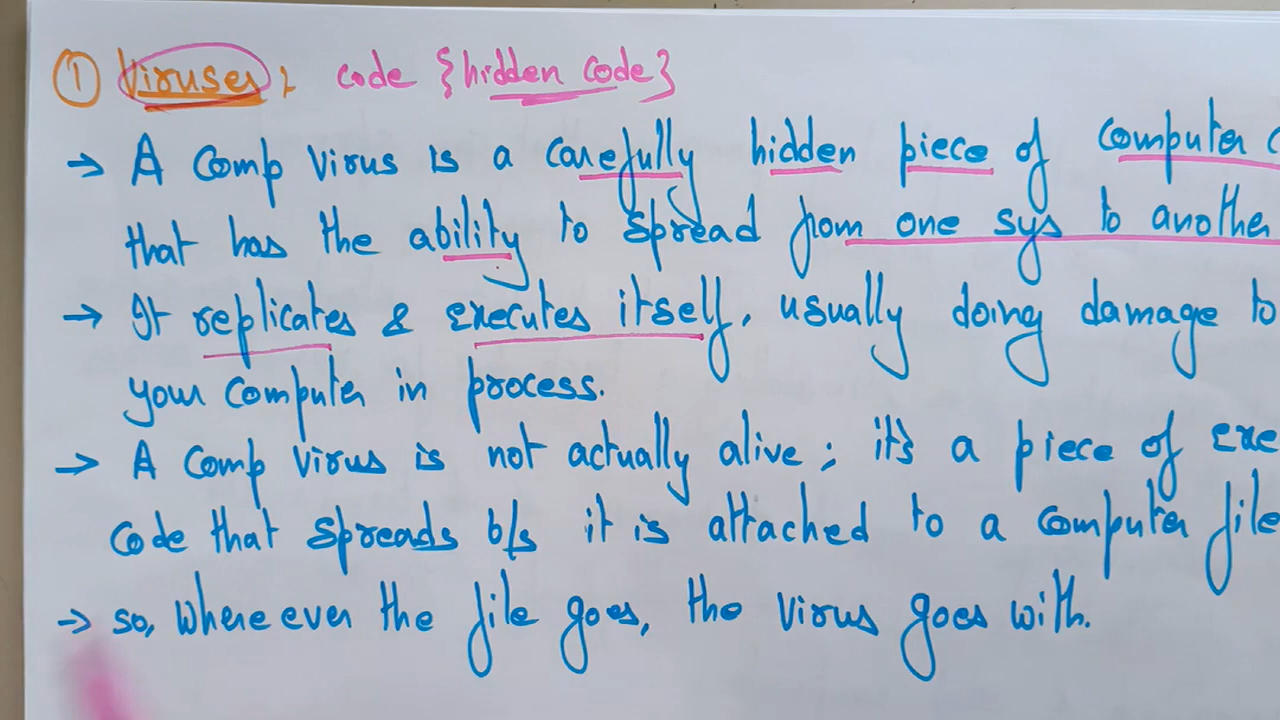 ① Viruses : code {hidden code}
→ A comp virus is a carefully hidden piece of computer
that has the ability to spread from one sys to another
→ It replicates & executes itself, usually doing damage to
your computer in process.
→ A comp virus is not actually alive; it's a piece of exe
code that spreads b/s it is attached to a computer file
→ so, where ever the file goes, the virus goes with.